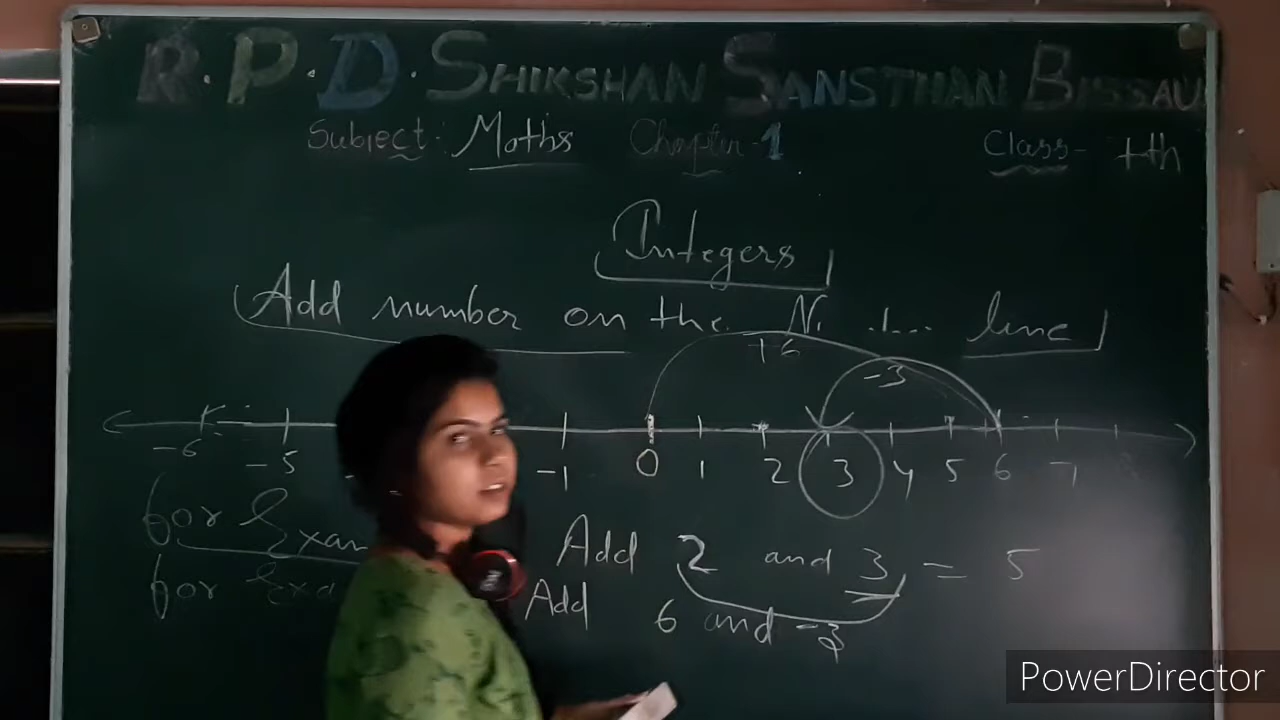 R.P.D. SHIKSHAN SANSTHAN BISSAU
Subject: Maths Chapter-1 Class- 7th
Integers
Add number on the line
+6
-3
-6 -5 -1 0 1 2 3 4 5 6 7
for Exam Add 2 and 3 = 5
for Exa Add 6 and -3
PowerDirector